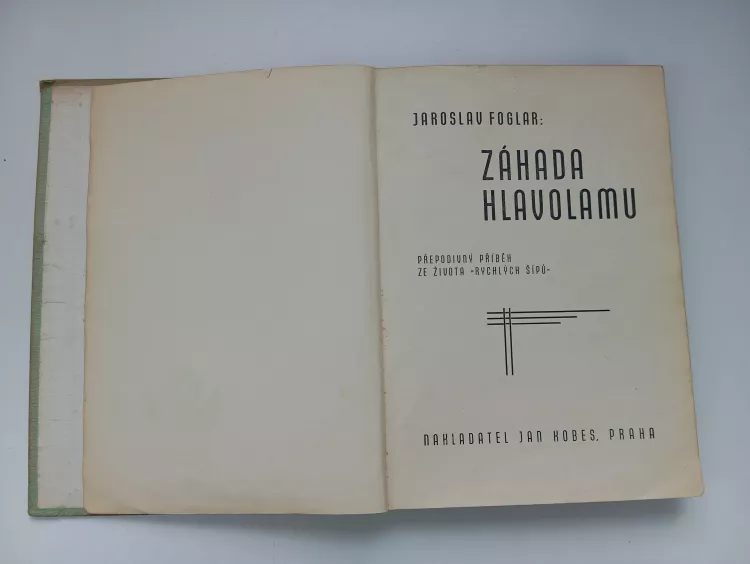 JAROSLAV FOGLAR:
ZÁHADA
HLAVOLAMU
PŘEPODIVNÝ PŘÍBĚH
ZE ŽIVOTA »RYCHLÝCH ŠÍPŮ«
NAKLADATEL JAN KOBES, PRAHA